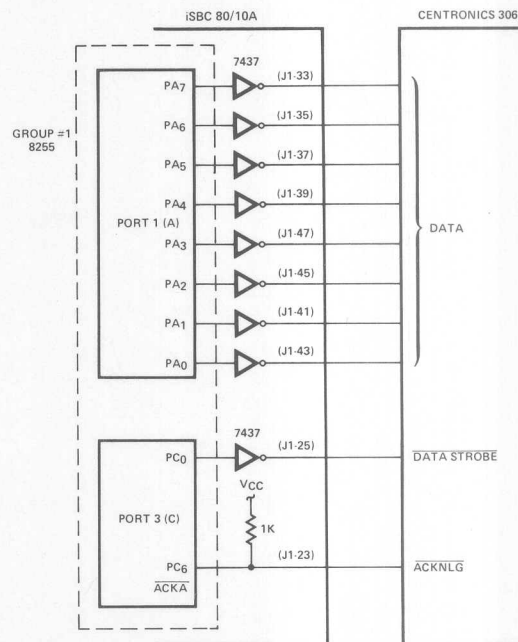 iSBC 80/10A
CENTRONICS 306
GROUP #1
8255
7437
PA7 (J1-33)
PA6 (J1-35)
PA5 (J1-37)
PA4 (J1-39)
PORT 1 (A)
DATA
PA3 (J1-47)
PA2 (J1-45)
PA1 (J1-41)
PA0 (J1-43)
7437
PC0 (J1-25) DATA STROBE
VCC
PORT 3 (C)
1K
PC6 (J1-23) ACKNLG
ACKA